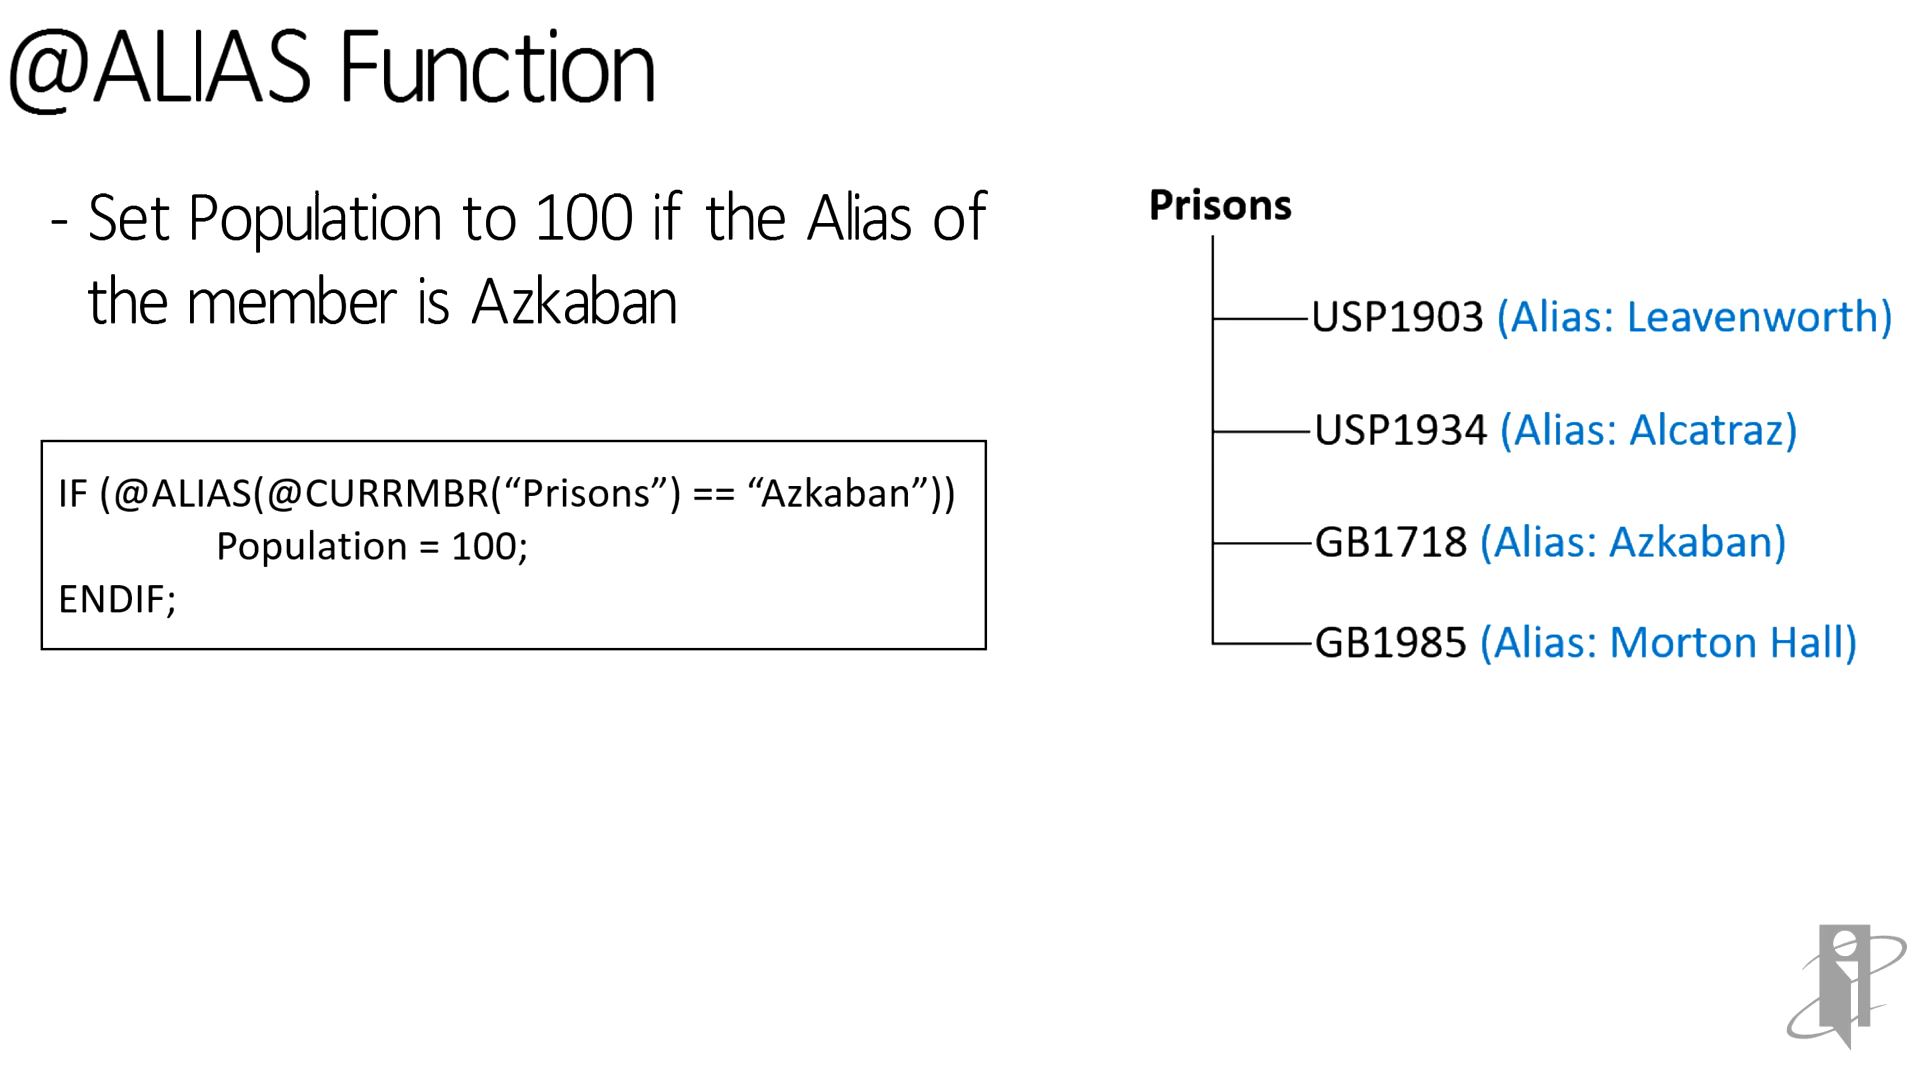 @ALIAS Function
- Set Population to 100 if the Alias of
the member is Azkaban
IF (@ALIAS(@CURRMBR(“Prisons”) == “Azkaban”))
Population = 100;
ENDIF;
Prisons
USP1903 (Alias: Leavenworth)
USP1934 (Alias: Alcatraz)
GB1718 (Alias: Azkaban)
GB1985 (Alias: Morton Hall)